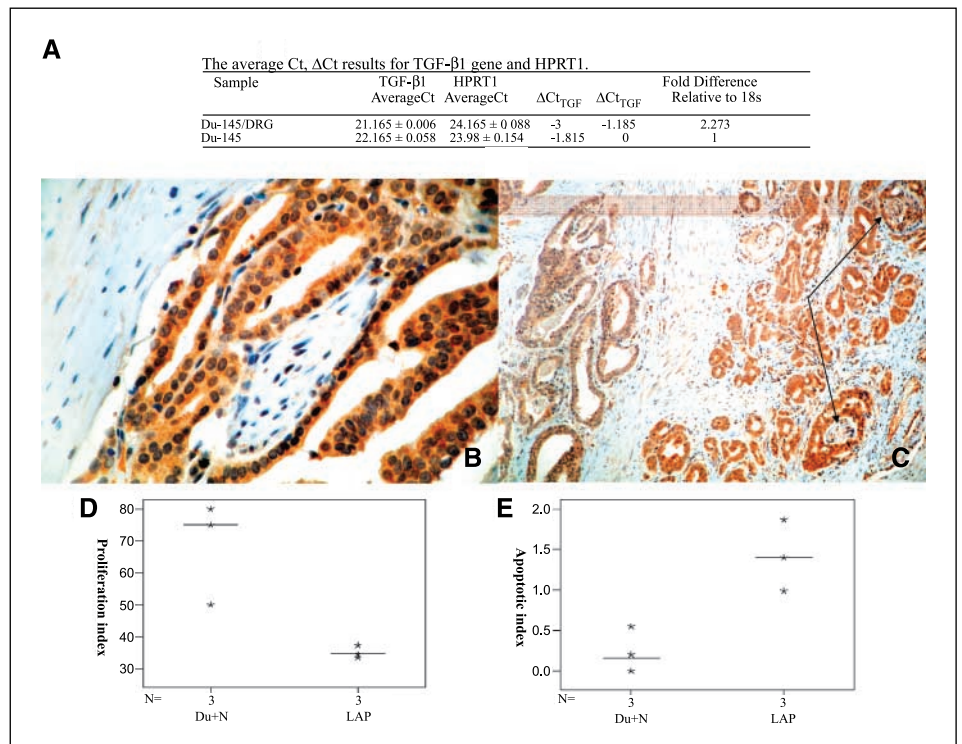 A
The average Ct, ΔCt results for TGF-β1 gene and HPRT1.
Sample TGF-β1 AverageCt HPRT1 AverageCt ΔCtTGF ΔCtTGF Fold Difference Relative to 18s
Du-145/DRG 21.165 ± 0.006 24.165 ± 0 088 -3 -1.185 2.273
Du-145 22.165 ± 0.058 23.98 ± 0.154 -1.815 0 1
B
C
D
Proliferation index
80
70
60
50
40
30
N= 3 3
Du+N LAP
E
Apoptotic index
2.0
1.5
1.0
0.5
0.0
N= 3 3
Du+N LAP